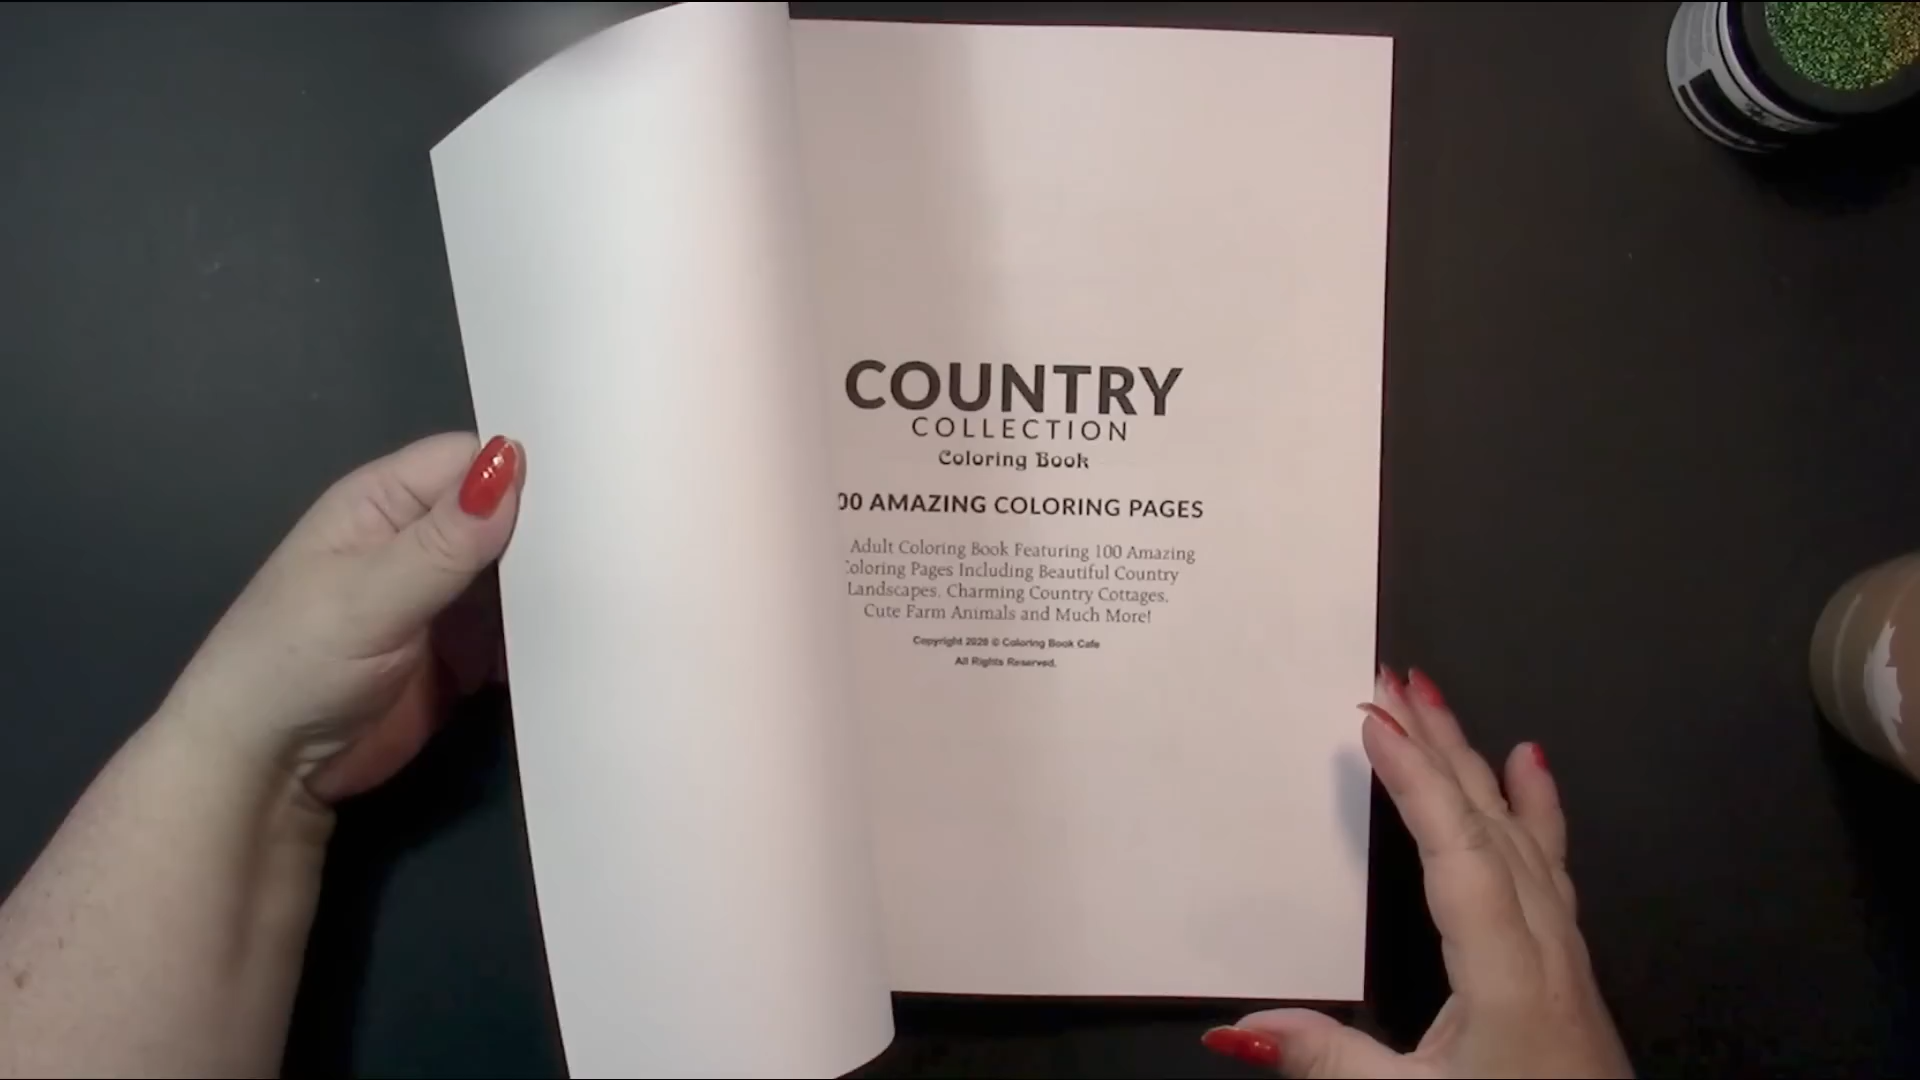 COUNTRY
COLLECTION
Coloring Book
00 AMAZING COLORING PAGES
Adult Coloring Book Featuring 100 Amazing
oloring Pages Including Beautiful Country
Landscapes, Charming Country Cottages,
Cute Farm Animals and Much More!
Copyright 2020 © Coloring Book Cafe
All Rights Reserved.